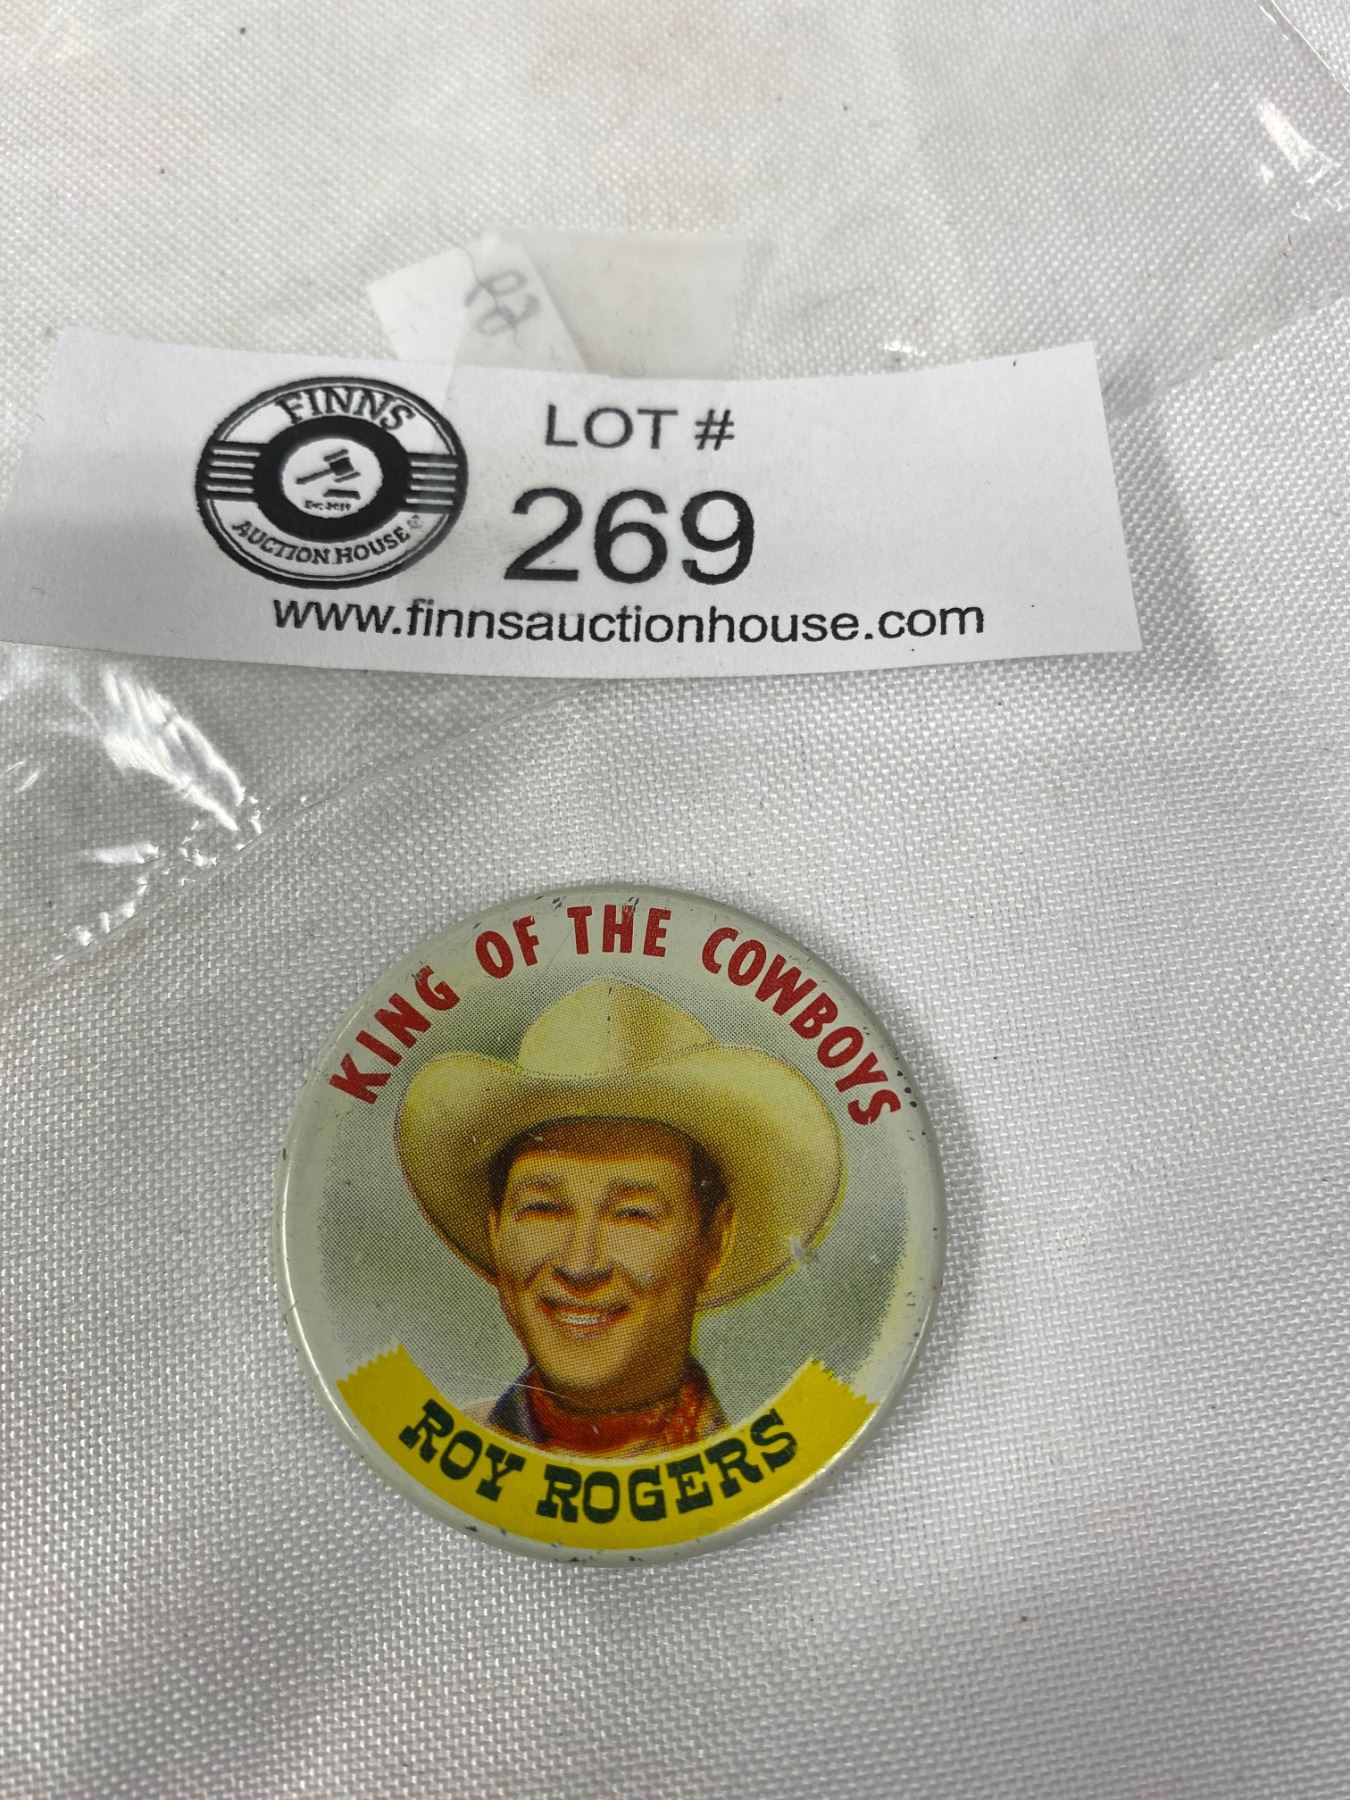 FINNS
AUCTION HOUSE
LOT #
269
www.finnsauctionhouse.com
KING OF THE COWBOYS
ROY ROGERS